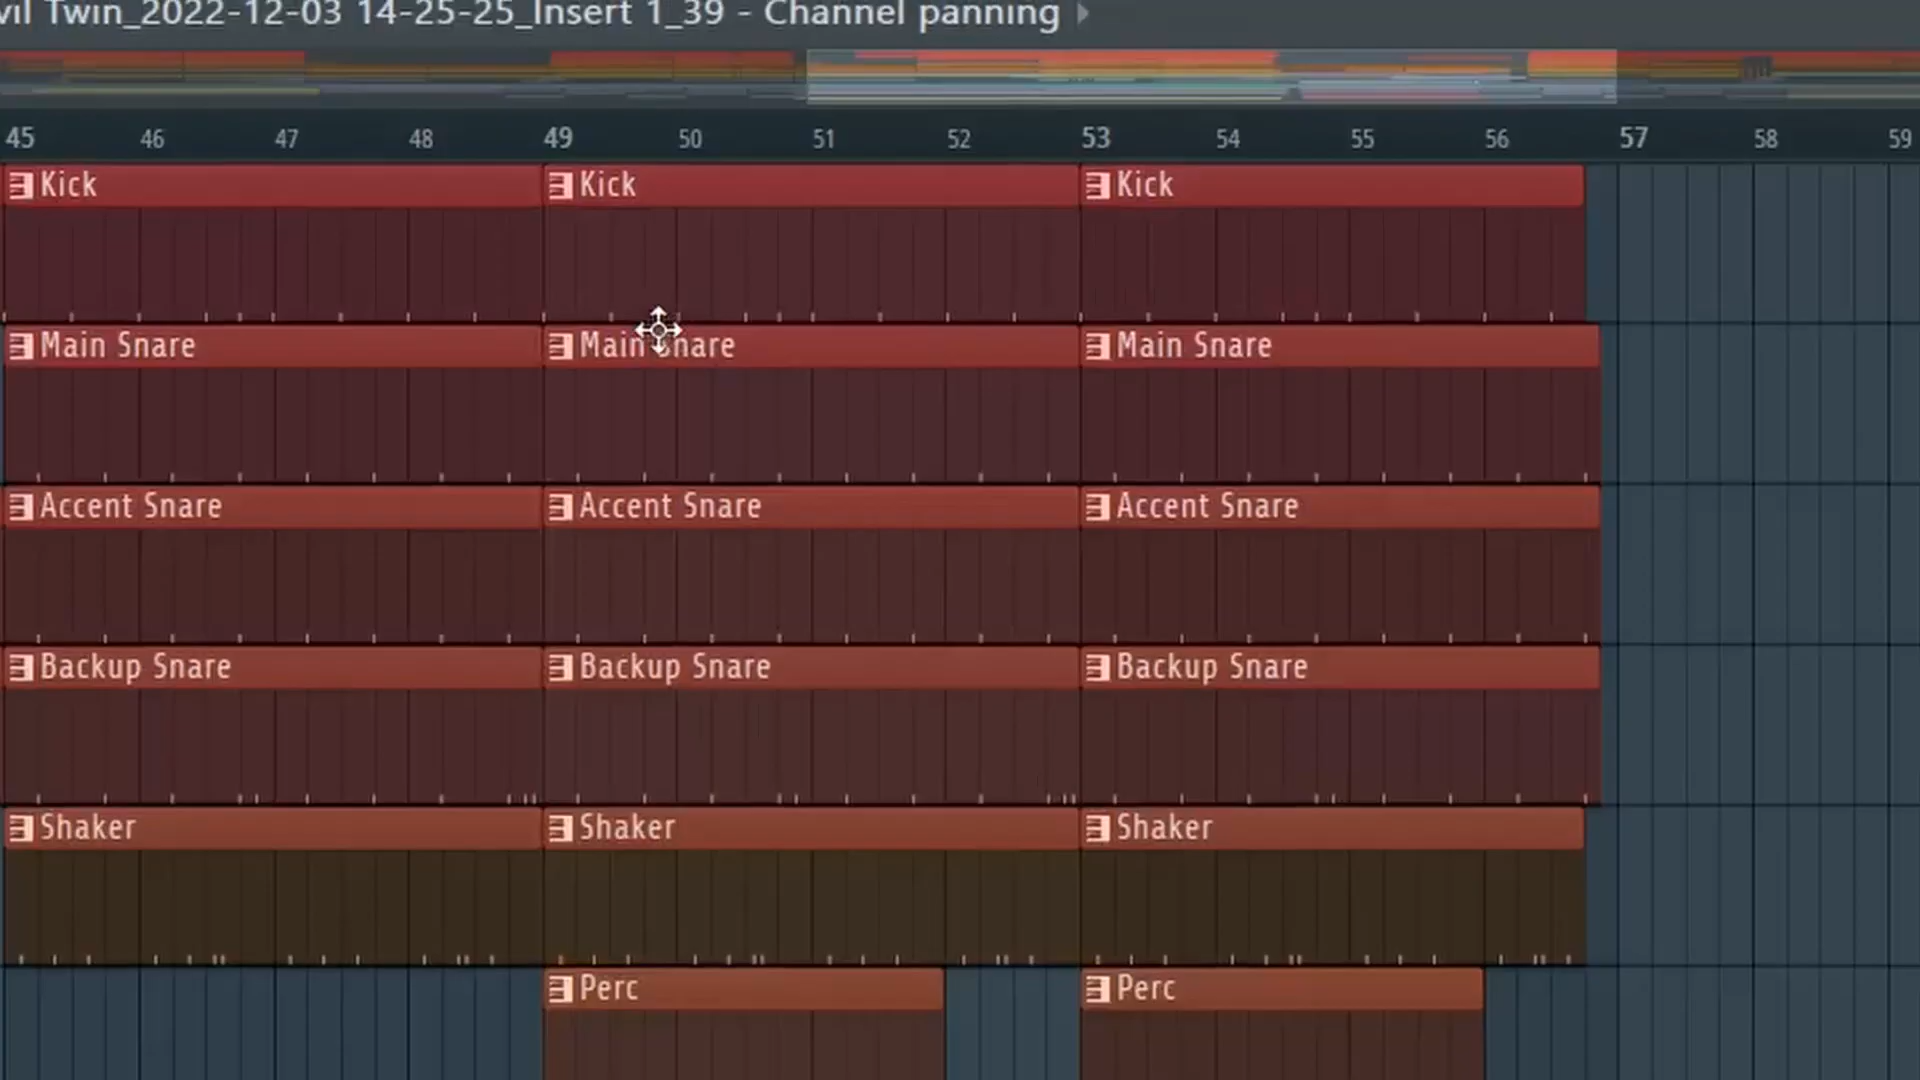 vil Twin_2022-12-03 14-25-25_Insert 1_39 - Channel panning
45 46 47 48 49 50 51 52 53 54 55 56 57 58 59
Kick Kick Kick
Main Snare Main Snare Main Snare
Accent Snare Accent Snare Accent Snare
Backup Snare Backup Snare Backup Snare
Shaker Shaker Shaker
Perc Perc